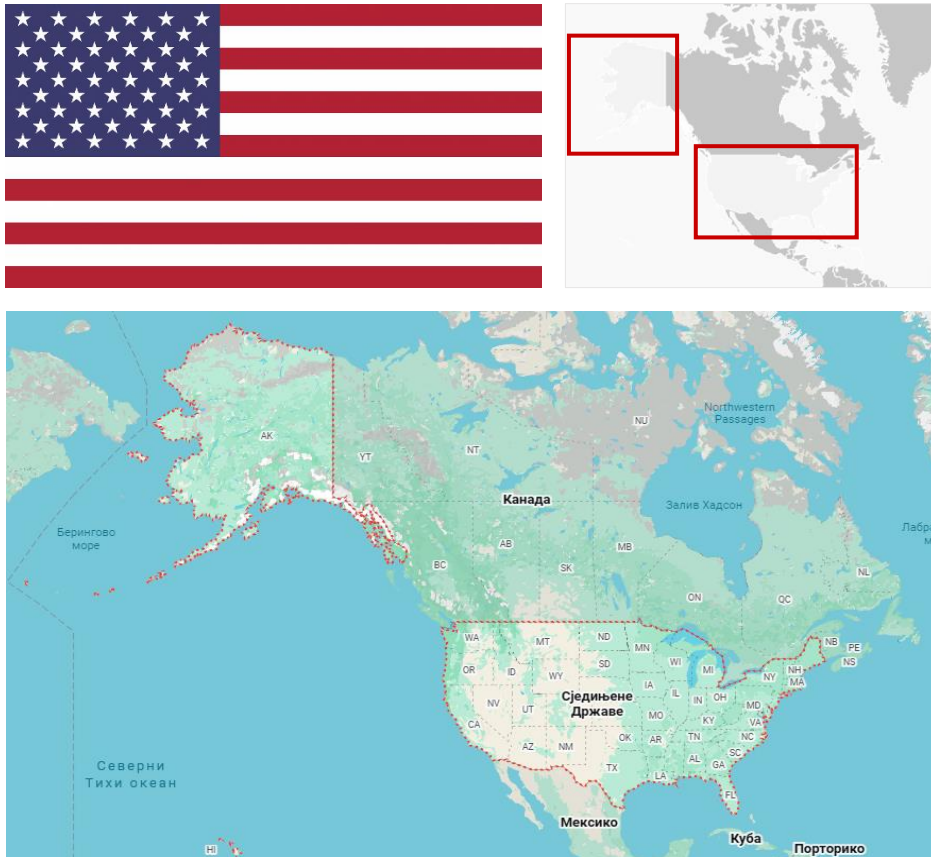 Northwestern
Passages
NU
AK
NT
YT
Канада
Залив Хадсон
Берингово
море
AB
MB
BC
SK
NL
ON
QC
WA
MT
ND
MN
NB
PE
NS
OR
ID
SD
WI
MI
NH
NY
MA
WY
IA
Сједињене
Државе
NV
UT
IL
IN
OH
MD
CA
MO
KY
VA
AZ
NM
OK
AR
TN
NC
SC
AL
GA
TX
LA
FL
Северни
Тихи океан
Мексико
Куба
Порторико
HI